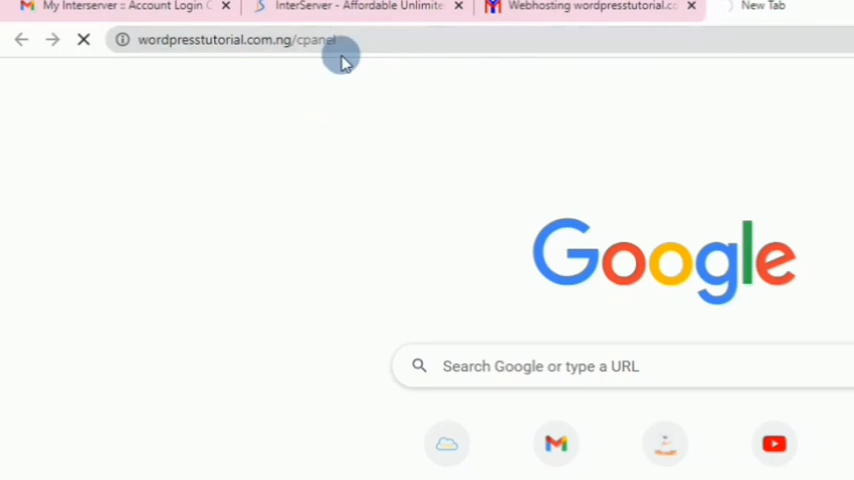 My Interserver :: Account Login
InterServer - Affordable Unlimite
Webhosting wordpresstutorial.co
New Tab
wordpresstutorial.com.ng/cpanel
Google
Search Google or type a URL